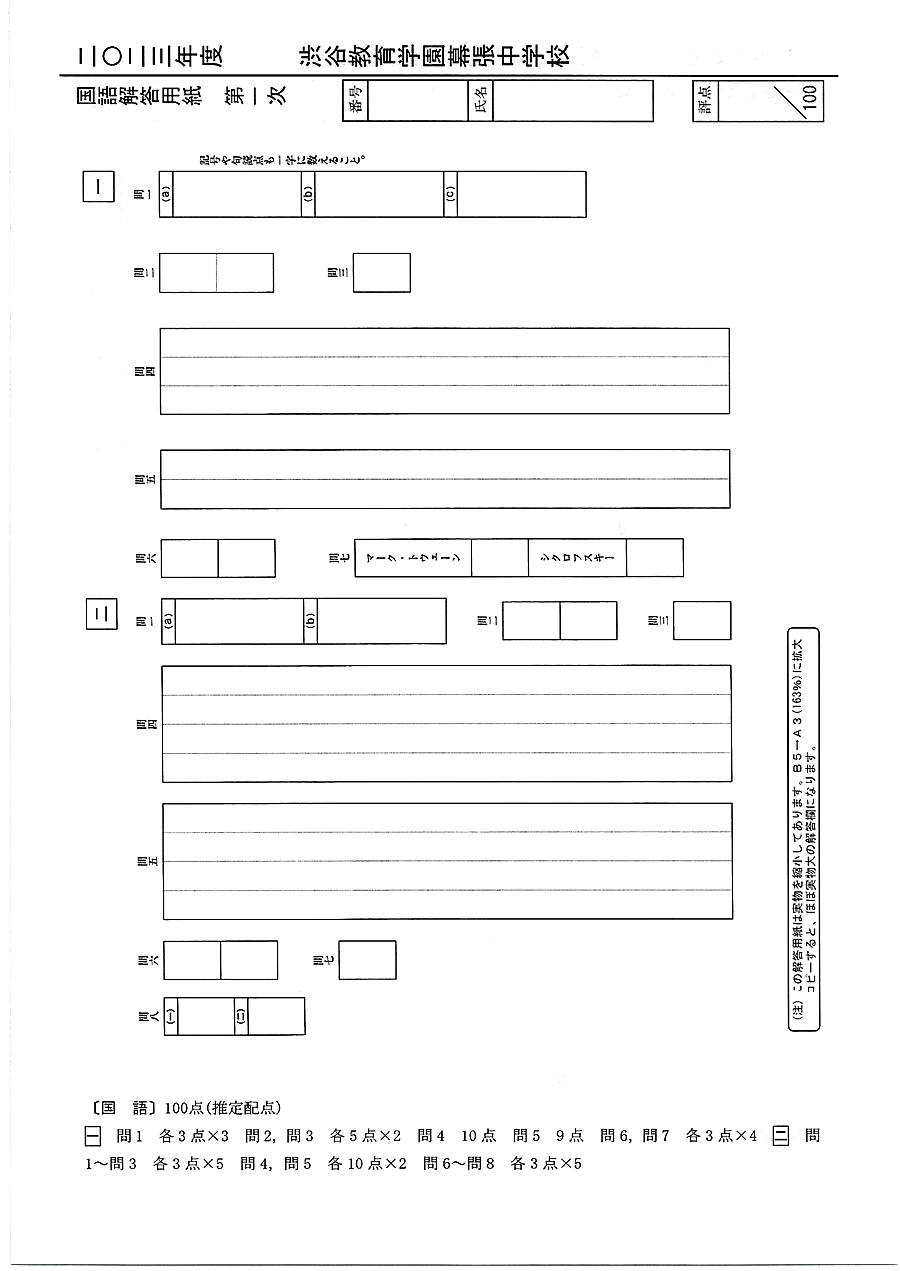 二〇二三年度　渋谷教育学園幕張中学校
国語解答用紙　第一次
番号
氏名
評点
／100
記号や句読点も一字に数えること。
一
問一
(a)
(b)
(c)
問二
問三
問四
問五
問六
問七
マーク・トウェーン
シクロフスキー
二
問一
(a)
(b)
問二
問三
問四
問五
問六
問七
問八
(一)
(二)
(注) この解答用紙は実物を縮小してあります。B5→A3(163%)に拡大
コピーすると、ほぼ実物大の解答欄になります。
〔国　語〕100点(推定配点)
一　問1　各3点×3　問2, 問3　各5点×2　問4　10点　問5　9点　問6, 問7　各3点×4　二　問
1～問3　各3点×5　問4, 問5　各10点×2　問6～問8　各3点×5